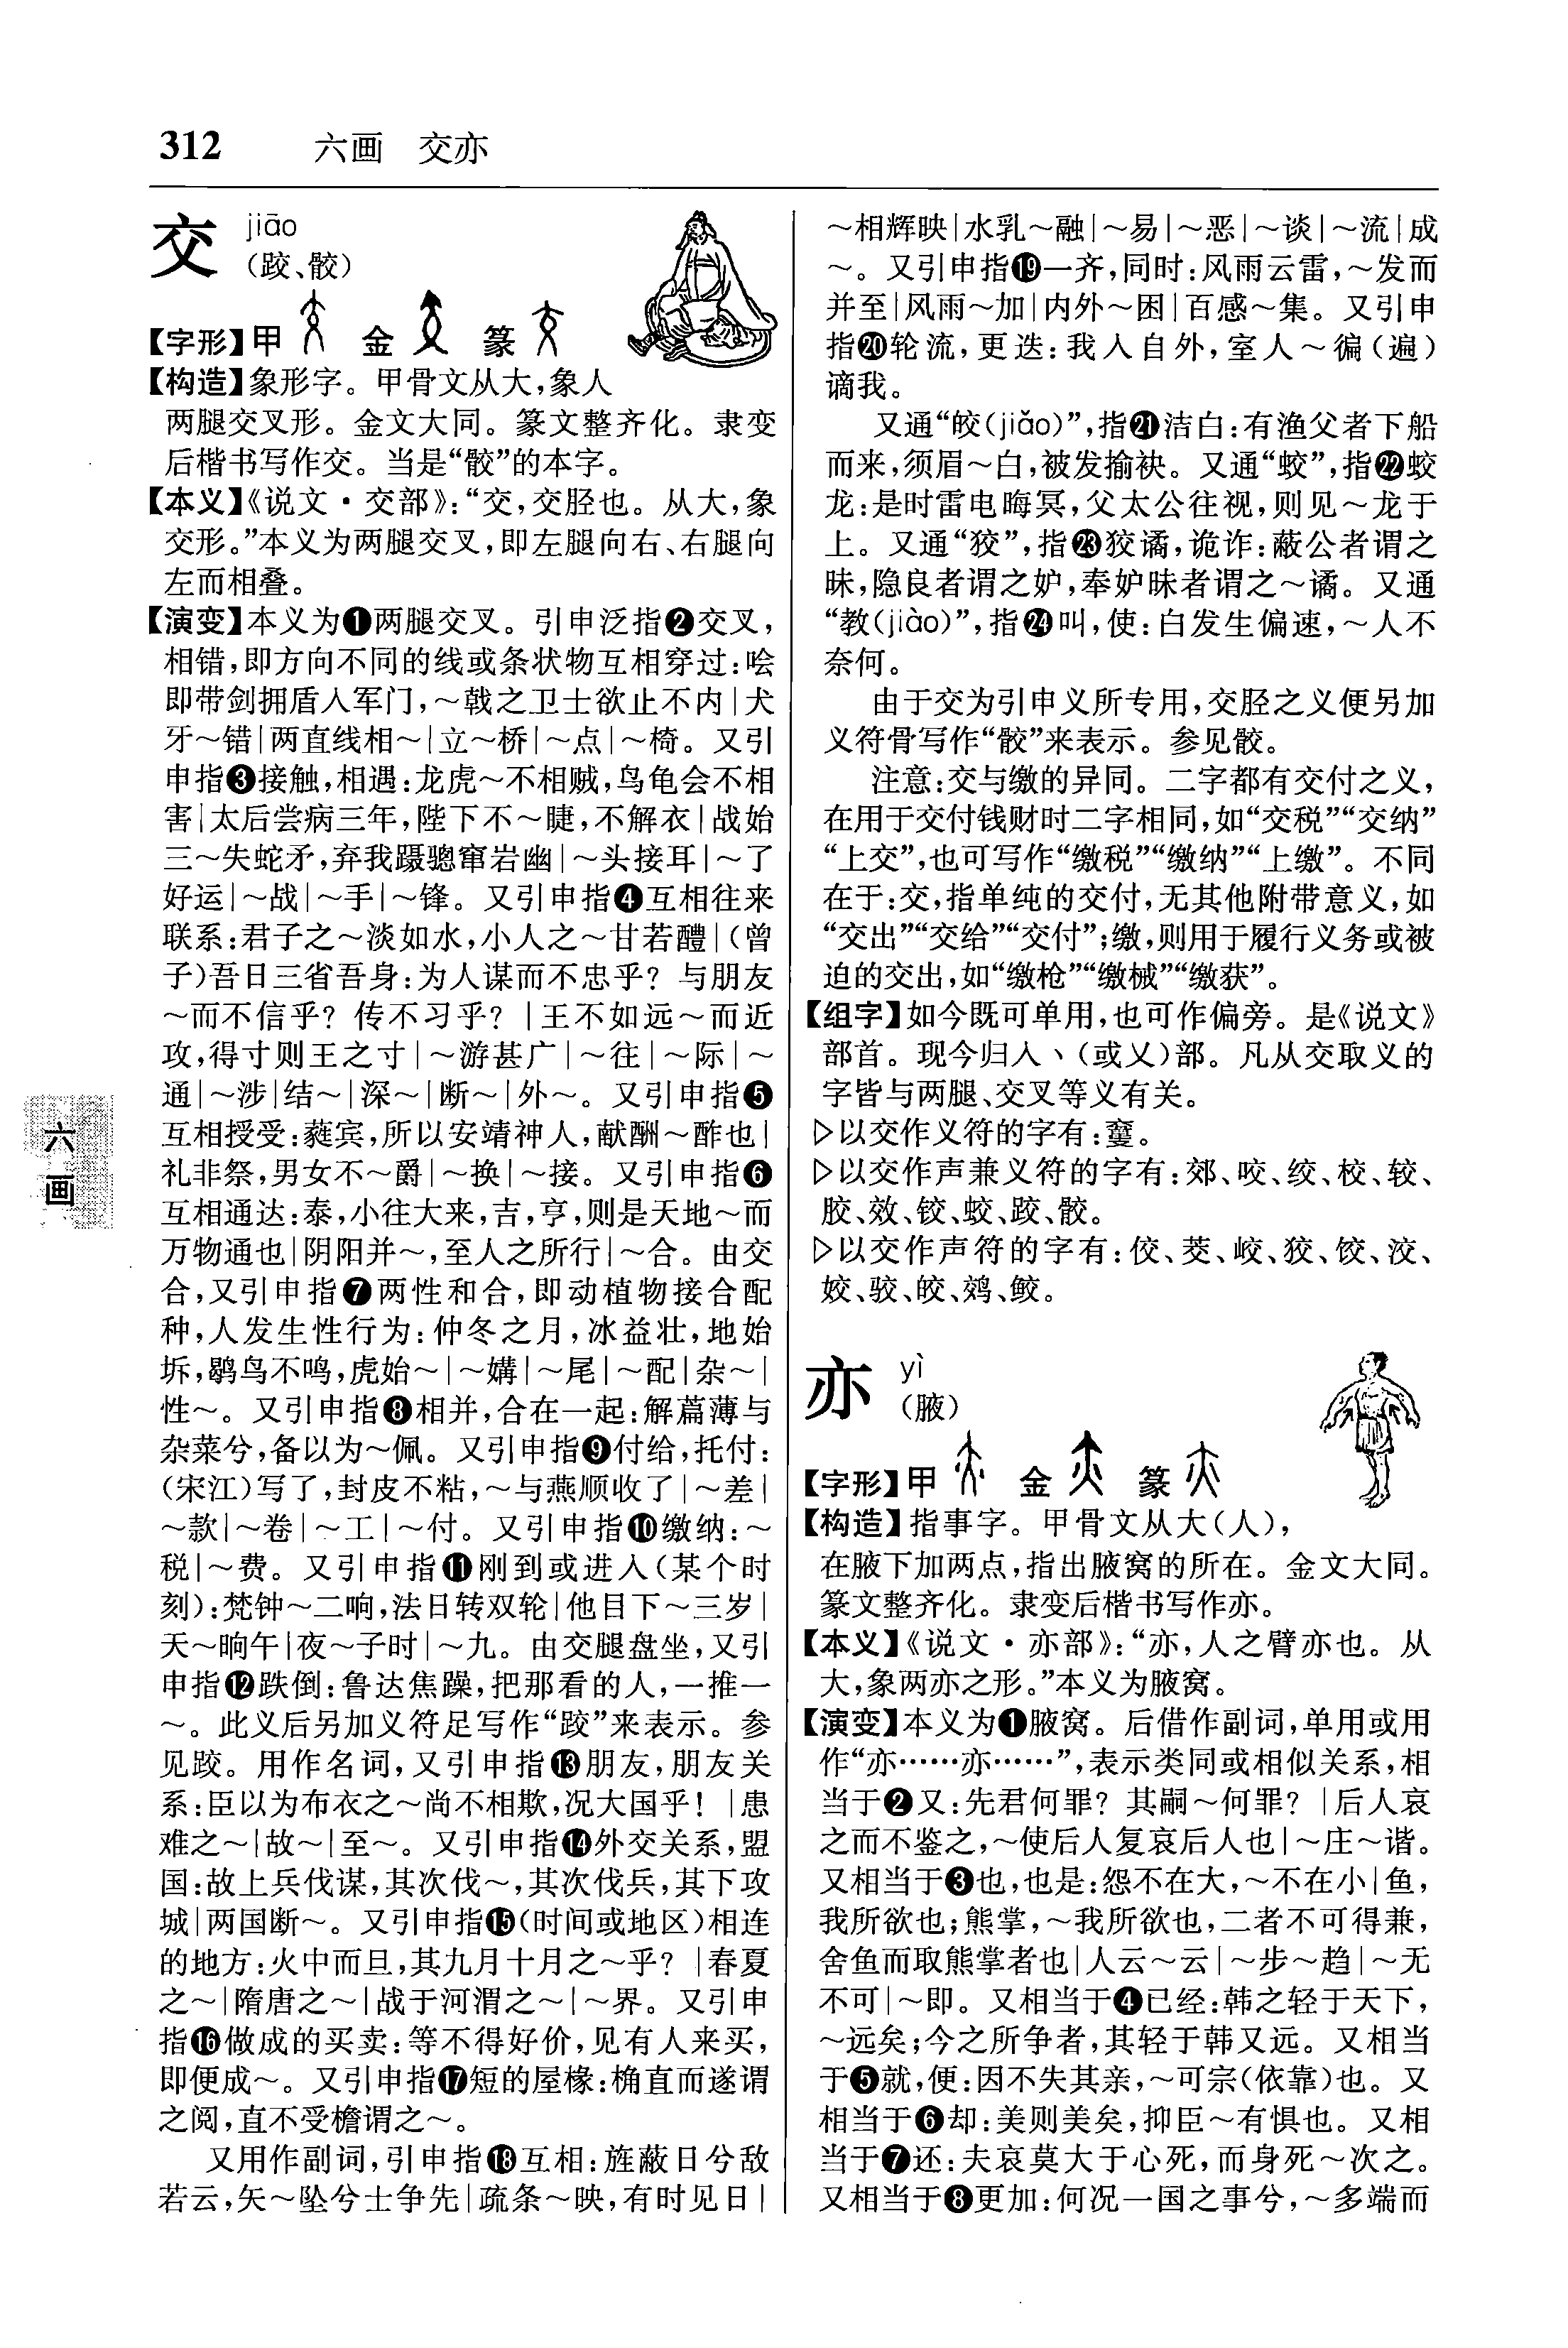 312 六画 交亦
交 jiāo
（跤、骹）
【字形】甲 金 篆
【构造】象形字。甲骨文从大，象人
两腿交叉形。金文大同。篆文整齐化。隶变
后楷书写作交。当是“骹”的本字。
【本义】《说文·交部》：“交，交胫也。从大，象
交形。”本义为两腿交叉，即左腿向右、右腿向
左而相叠。
【演变】本义为❶两腿交叉。引申泛指❷交叉，
相错，即方向不同的线或条状物互相穿过：哙
即带剑拥盾入军门，～戟之卫士欲止不内|犬
牙～错|两直线相～|立～桥|～点|～椅。又引
申指❸接触，相遇：龙虎～不相贼，鸟龟会不相
害|太后尝病三年，陛下不～睫，不解衣|战始
三～失蛇矛，弃我蹑骢窜岩幽|～头接耳|～了
好运|～战|～手|～锋。又引申指❹互相往来
联系：君子之～淡如水，小人之～甘若醴|（曾
子）吾日三省吾身：为人谋而不忠乎？与朋友
～而不信乎？传不习乎？|王不如远～而近
攻，得寸则王之寸|～游甚广|～往|～际|～
通|～涉|结～|深～|断～|外～。又引申指❺
互相授受：蕤宾，所以安靖神人，献酬～酢也|
礼非祭，男女不～爵|～换|～接。又引申指❻
互相通达：泰，小往大来，吉，亨，则是天地～而
万物通也|阴阳并～，至人之所行|～合。由交
合，又引申指❼两性和合，即动植物接合配
种，人发生性行为：仲冬之月，冰益壮，地始
坼，鹖鸟不鸣，虎始～|～媾|～尾|～配|杂～|
性～。又引申指❽相并，合在一起：解萹薄与
杂菜兮，备以为～佩。又引申指❾付给，托付：
（宋江）写了，封皮不粘，～与燕顺收了|～差|
～款|～卷|～工|～付。又引申指❿缴纳：～
税|～费。又引申指⓫刚到或进入（某个时
刻）：梵钟～二响，法日转双轮|他目下～三岁|
天～晌午|夜～子时|～九。由交腿盘坐，又引
申指⓬跌倒：鲁达焦躁，把那看的人，一推一
～。此义后另加义符足写作“跤”来表示。参
见跤。用作名词，又引申指⓭朋友，朋友关
系：臣以为布衣之～尚不相欺，况大国乎！|患
难之～|故～|至～。又引申指⓮外交关系，盟
国：故上兵伐谋，其次伐～，其次伐兵，其下攻
城|两国断～。又引申指⓯（时间或地区）相连
的地方：火中而旦，其九月十月之～乎？|春夏
之～|隋唐之～|战于河渭之～|～界。又引申
指⓰做成的买卖：等不得好价，见有人来买，
即便成～。又引申指⓱短的屋椽：桷直而遂谓
之阅，直不受檐谓之～。
又用作副词，引申指⓲互相：旌蔽日兮敌
若云，矢～坠兮士争先|疏条～映，有时见日|
～相辉映|水乳～融|～易|～恶|～谈|～流|成
～。又引申指⓳一齐，同时：风雨云雷，～发而
并至|风雨～加|内外～困|百感～集。又引申
指⓴轮流，更迭：我入自外，室人～徧（遍）
谪我。
又通“皎（jiǎo）”，指㉑洁白：有渔父者下船
而来，须眉～白，被发揄袂。又通“蛟”，指㉒蛟
龙：是时雷电晦冥，父太公往视，则见～龙于
上。又通“狡”，指㉓狡谲，诡诈：蔽公者谓之
昧，隐良者谓之妒，奉妒昧者谓之～谲。又通
“教（jiào）”，指㉔叫，使：白发生偏速，～人不
奈何。
由于交为引申义所专用，交胫之义便另加
义符骨写作“骹”来表示。参见骹。
注意：交与缴的异同。二字都有交付之义，
在用于交付钱财时二字相同，如“交税”“交纳”
“上交”，也可写作“缴税”“缴纳”“上缴”。不同
在于：交，指单纯的交付，无其他附带意义，如
“交出”“交给”“交付”；缴，则用于履行义务或被
迫的交出，如“缴枪”“缴械”“缴获”。
【组字】如今既可单用，也可作偏旁。是《说文》
部首。现今归入丶（或乂）部。凡从交取义的
字皆与两腿、交叉等义有关。
▷以交作义符的字有：𡙇。
▷以交作声兼义符的字有：郊、咬、绞、校、较、
胶、效、铰、蛟、跤、骹。
▷以交作声符的字有：佼、茭、峧、狡、饺、洨、
姣、骄、皎、䴔、鲛。
亦 yì
（腋）
【字形】甲 金 篆
【构造】指事字。甲骨文从大（人），
在腋下加两点，指出腋窝的所在。金文大同。
篆文整齐化。隶变后楷书写作亦。
【本义】《说文·亦部》：“亦，人之臂亦也。从
大，象两亦之形。”本义为腋窝。
【演变】本义为❶腋窝。后借作副词，单用或用
作“亦……亦……”，表示类同或相似关系，相
当于❷又：先君何罪？其嗣～何罪？|后人哀
之而不鉴之，～使后人复哀后人也|～庄～谐。
又相当于❸也，也是：怨不在大，～不在小|鱼，
我所欲也；熊掌，～我所欲也，二者不可得兼，
舍鱼而取熊掌者也|人云～云|～步～趋|～无
不可|～即。又相当于❹已经：韩之轻于天下，
～远矣；今之所争者，其轻于韩又远。又相当
于❺就，便：因不失其亲，～可宗（依靠）也。又
相当于❻却：美则美矣，抑臣～有惧也。又相
当于❼还：夫哀莫大于心死，而身死～次之。
又相当于❽更加：何况一国之事兮，～多端而
六画